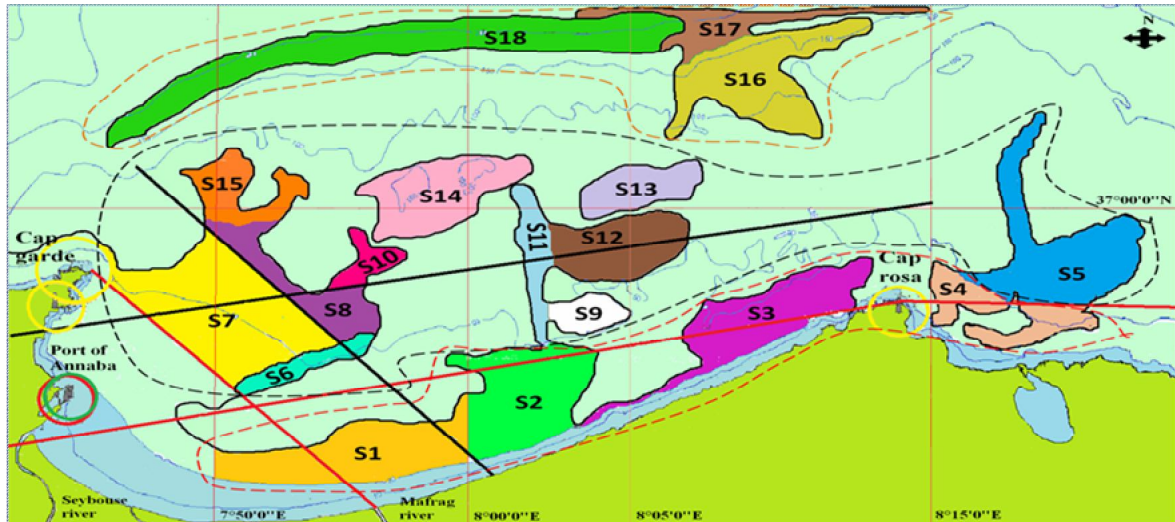 N
S17
S18
S16
S15
S14
S13
37°00'0"N
Cap
garde
S11
S12
S10
Cap
rosa
S5
S4
S8
S7
S9
S3
Port of
Annaba
S6
S2
S1
Seybouse
river
7°50'0"E
Mafrag
river
8°00'0"E
8°05'0"E
8°15'0"E